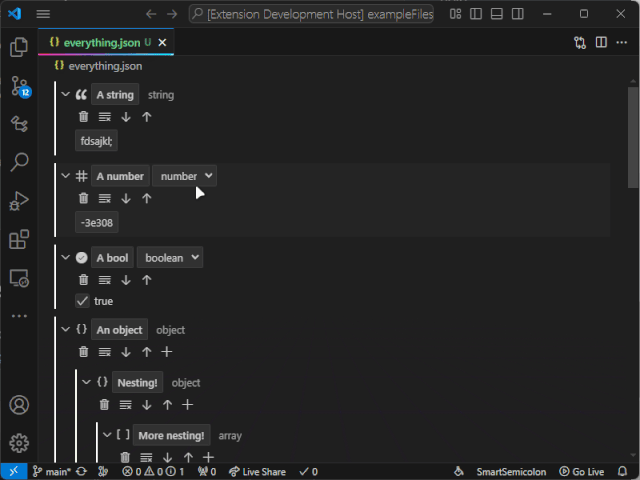 [Extension Development Host] exampleFiles
everything.json U
everything.json
A string string
fdsajkl;
A number number
-3e308
A bool boolean
true
An object object
Nesting! object
More nesting! array
12
main* 0 0 1 0 Live Share 0 SmartSemicolon Go Live